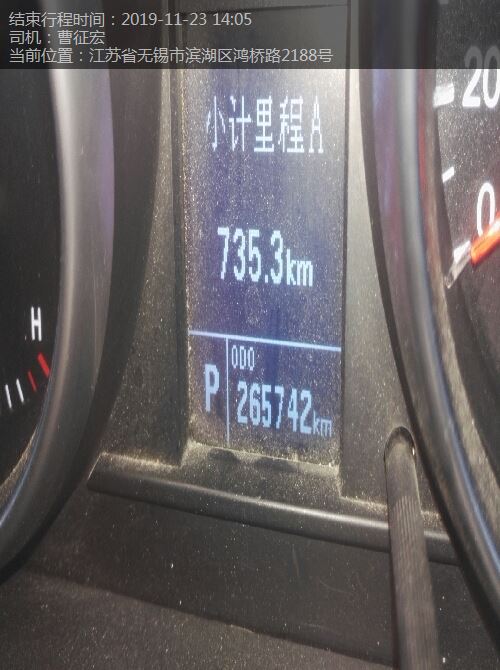 结束行程时间：2019-11-23 14:05
司机：曹征宏
当前位置：江苏省无锡市滨湖区鸿桥路2188号
小计里程A
20
735.3km
0
H
ODO
P 265742km